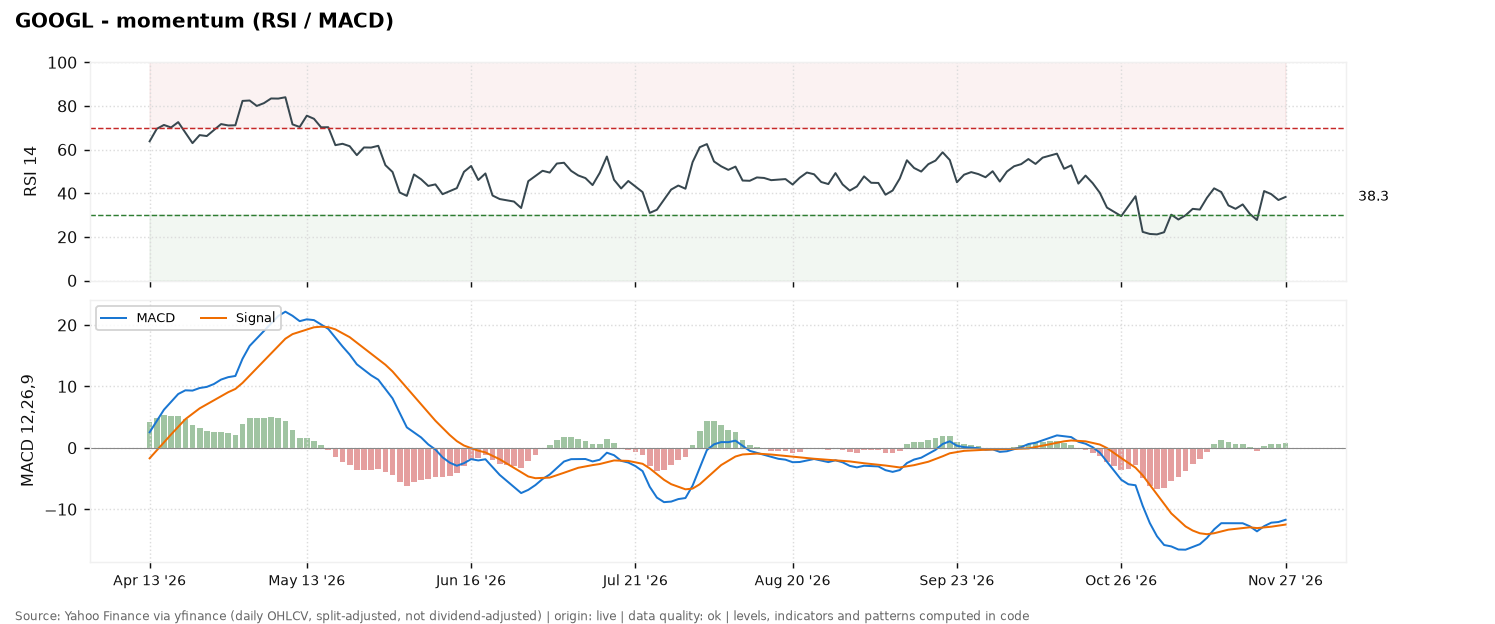 GOOGL - momentum (RSI / MACD)
100
80
60
40
20
0
RSI 14
38.3
MACD Signal
20
10
0
−10
MACD 12,26,9
Apr 13 '26 May 13 '26 Jun 16 '26 Jul 21 '26 Aug 20 '26 Sep 23 '26 Oct 26 '26 Nov 27 '26
Source: Yahoo Finance via yfinance (daily OHLCV, split-adjusted, not dividend-adjusted) | origin: live | data quality: ok | levels, indicators and patterns computed in code